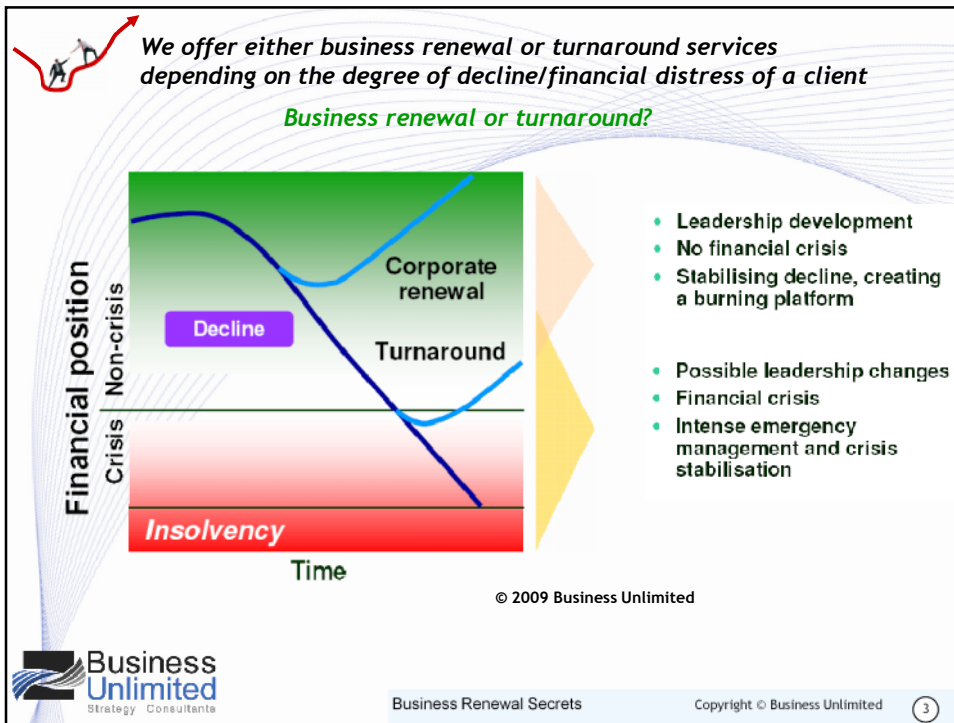 We offer either business renewal or turnaround services
depending on the degree of decline/financial distress of a client
Business renewal or turnaround?
Financial position
Non-crisis
Crisis
Decline
Corporate
renewal
Turnaround
Insolvency
Time
• Leadership development
• No financial crisis
• Stabilising decline, creating
a burning platform
• Possible leadership changes
• Financial crisis
• Intense emergency
management and crisis
stabilisation
© 2009 Business Unlimited
Business
Unlimited
Strategy Consultants
Business Renewal Secrets
Copyright © Business Unlimited
3